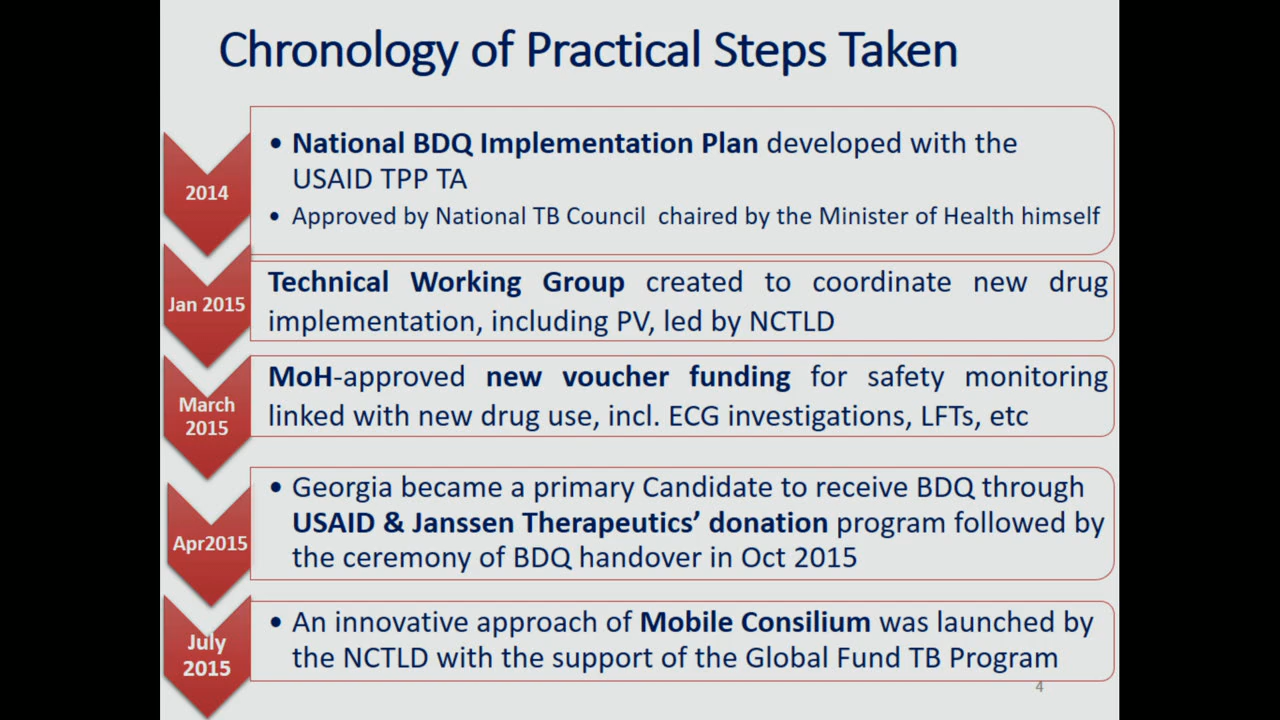 Chronology of Practical Steps Taken
2014
• National BDQ Implementation Plan developed with the
USAID TPP TA
• Approved by National TB Council chaired by the Minister of Health himself
Jan 2015
Technical Working Group created to coordinate new drug
implementation, including PV, led by NCTLD
March
2015
MoH-approved new voucher funding for safety monitoring
linked with new drug use, incl. ECG investigations, LFTs, etc
Apr2015
• Georgia became a primary Candidate to receive BDQ through
USAID & Janssen Therapeutics’ donation program followed by
the ceremony of BDQ handover in Oct 2015
July
2015
• An innovative approach of Mobile Consilium was launched by
the NCTLD with the support of the Global Fund TB Program
4